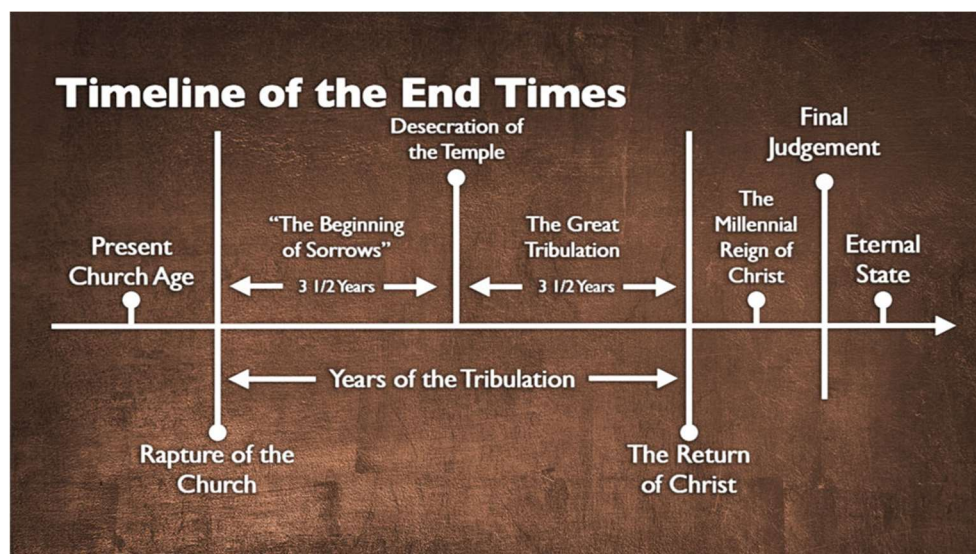 Timeline of the End Times
Desecration of
the Temple
Final
Judgement
The
Millennial
Reign of
Christ
"The Beginning
of Sorrows"
The Great
Tribulation
Present
Church Age
Eternal
State
3 1/2 Years
3 1/2 Years
Years of the Tribulation
Rapture of the
Church
The Return
of Christ